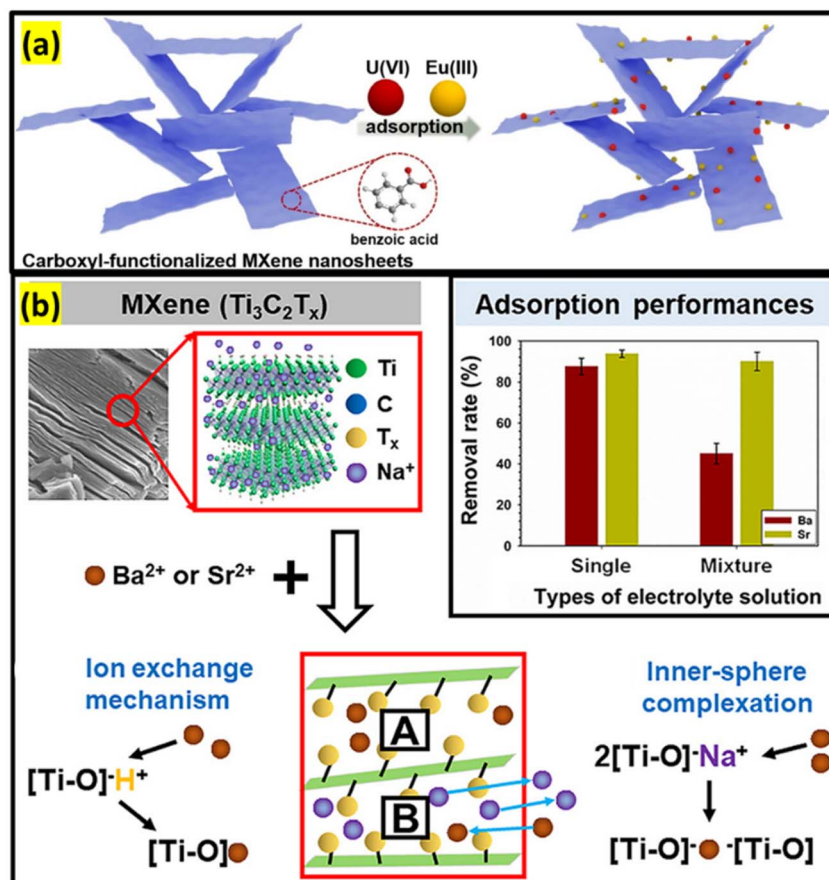 (a)
U(VI) Eu(III)
adsorption
benzoic acid
Carboxyl-functionalized MXene nanosheets
(b)
MXene (Ti₃C₂Tₓ)
Ti
C
Tₓ
Na⁺
Adsorption performances
Removal rate (%)
100
80
60
40
20
0
Ba
Sr
Single Mixture
Types of electrolyte solution
Ba²⁺ or Sr²⁺ +
Ion exchange
mechanism
[Ti-O]⁻H⁺
[Ti-O]
A
B
Inner-sphere
complexation
2[Ti-O]⁻Na⁺
[Ti-O]⁻ ⁻[Ti-O]